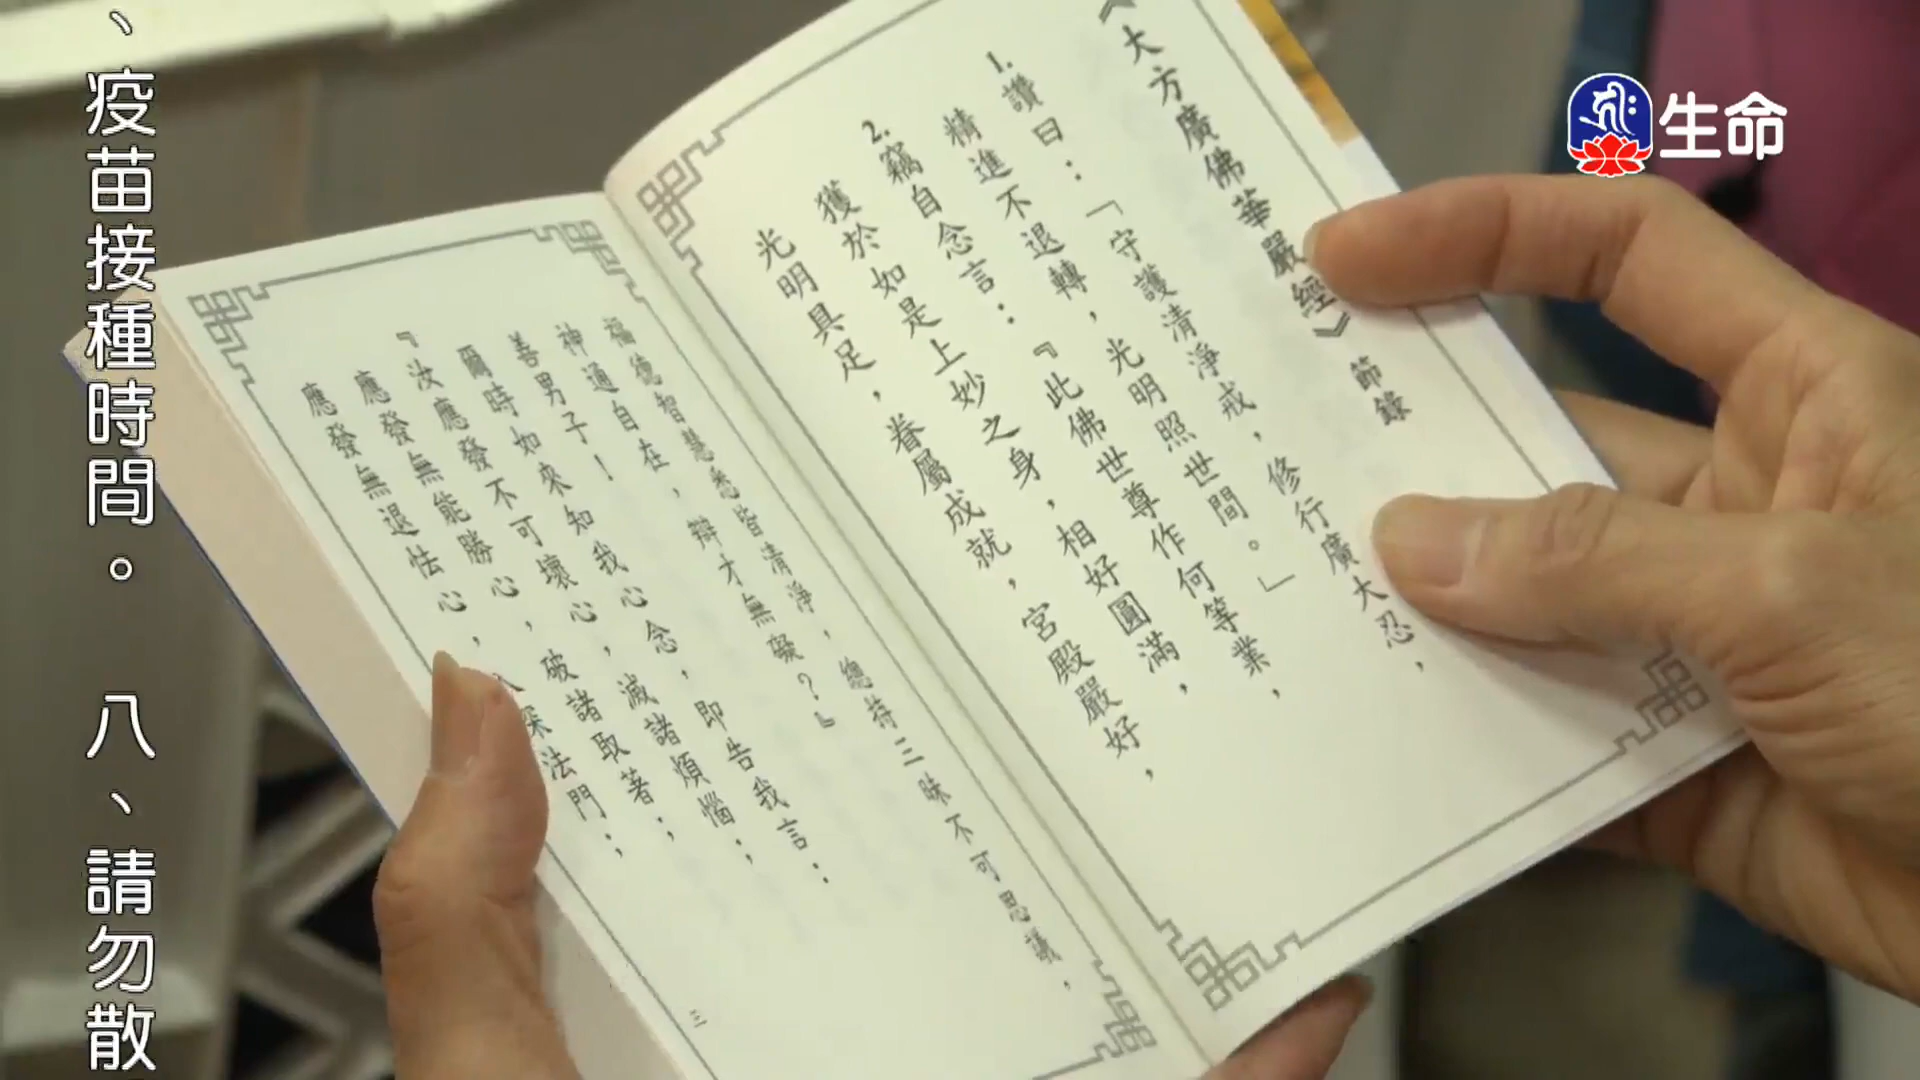 、疫苗接種時間。 八、請勿散
生命
《大方廣佛華嚴經》節錄
1.讚曰：「守護清淨戒，修行廣大忍，
精進不退轉，光明照世間。」
2.竊自念言：『此佛世尊作何等業，
獲於如是上妙之身，相好圓滿，
光明具足，眷屬成就，宮殿嚴好，
福德智慧悉皆清淨，總持三昧不可思議，
神通自在，辯才無礙？』
善男子！
爾時如來知我心念，即告我言：
『汝應發不可壞心，滅諸煩惱；
應發無能勝心，破諸取著；
應發無退怯心，入深法門；
三